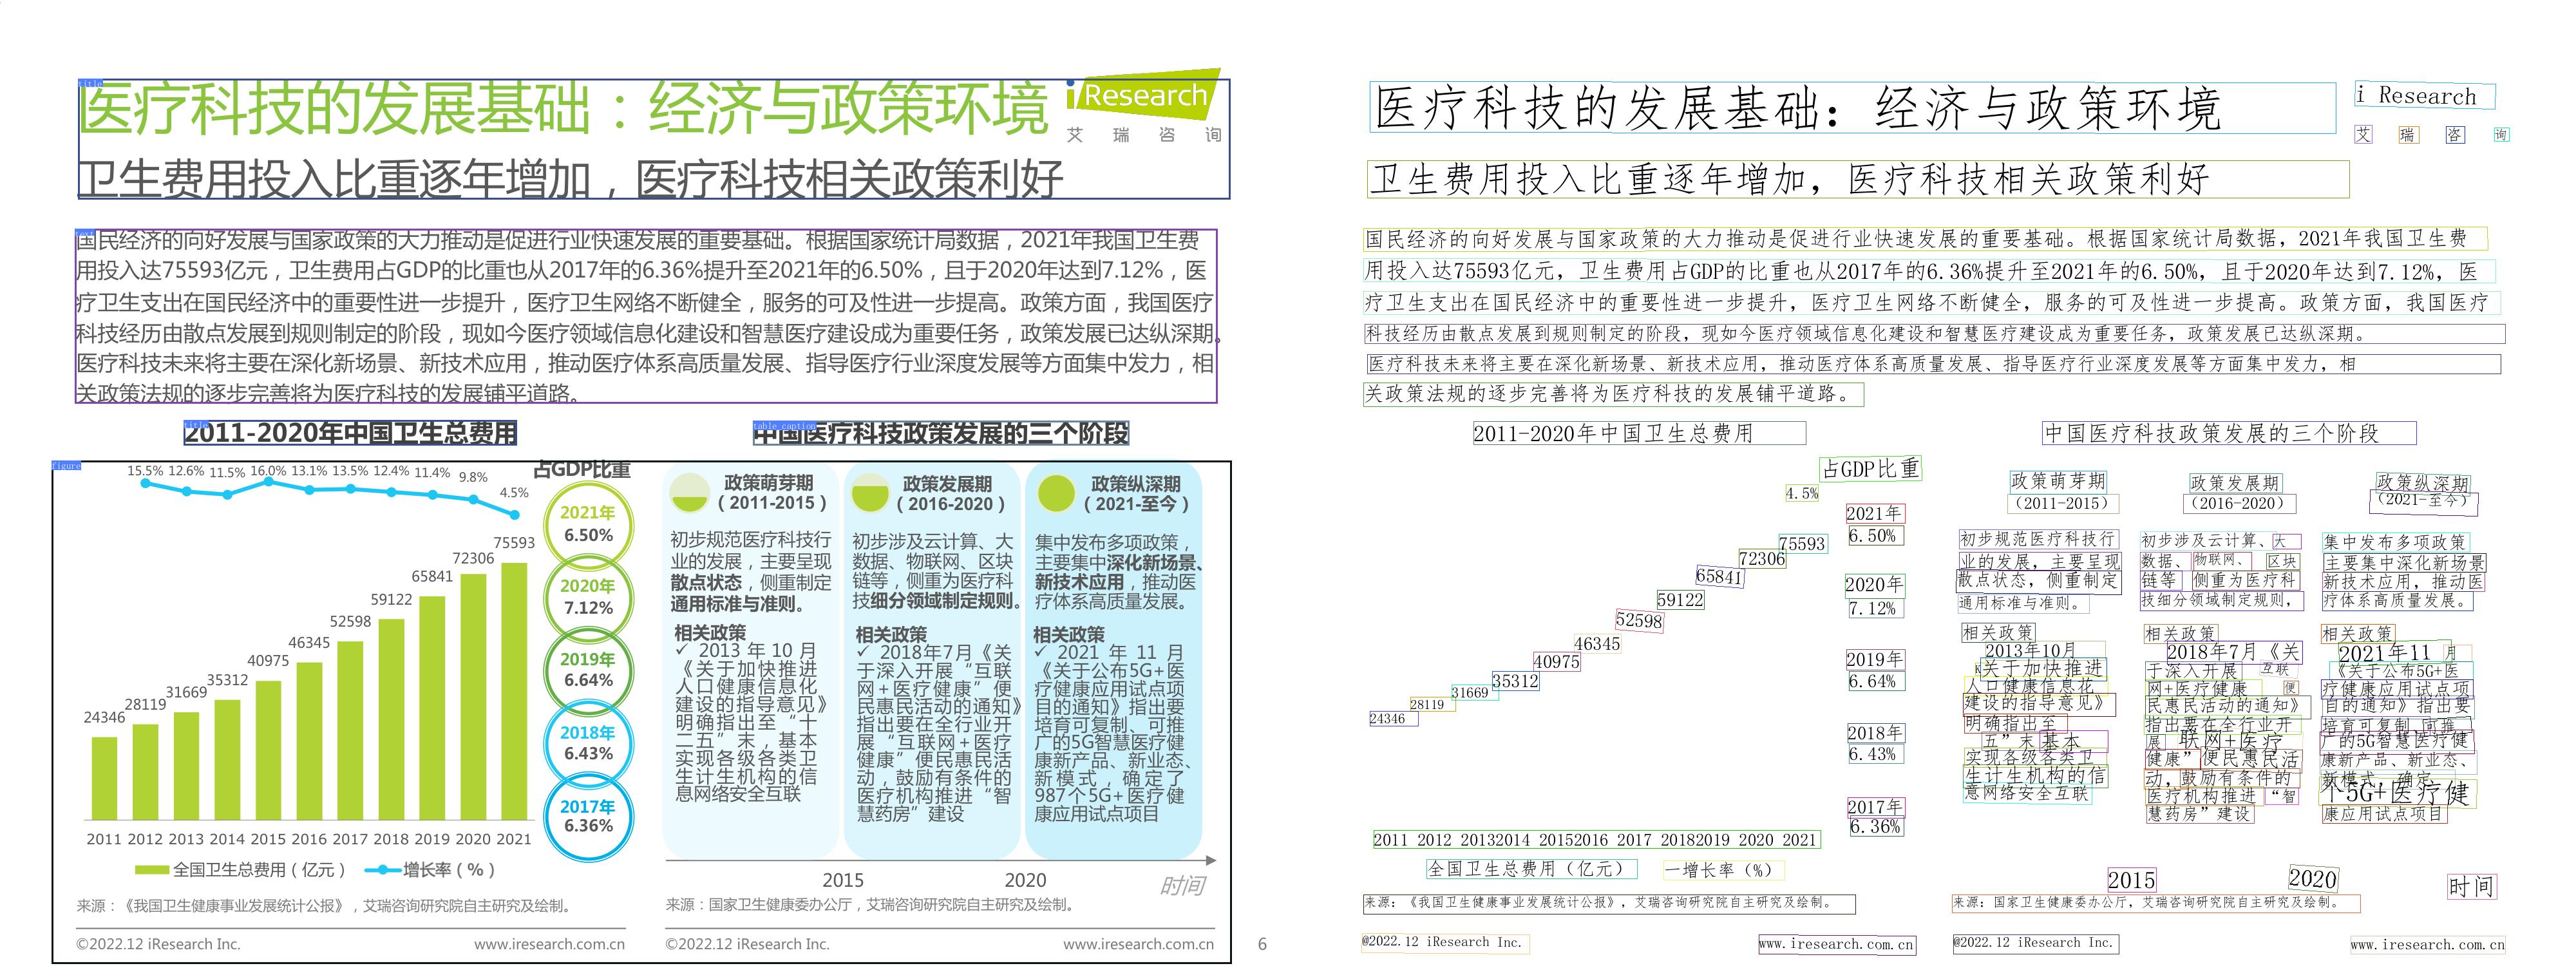 title
医疗科技的发展基础：经济与政策环境
iResearch
艾瑞咨询
卫生费用投入比重逐年增加，医疗科技相关政策利好
国民经济的向好发展与国家政策的大力推动是促进行业快速发展的重要基础。根据国家统计局数据，2021年我国卫生费
用投入达75593亿元，卫生费用占GDP的比重也从2017年的6.36%提升至2021年的6.50%，且于2020年达到7.12%，医
疗卫生支出在国民经济中的重要性进一步提升，医疗卫生网络不断健全，服务的可及性进一步提高。政策方面，我国医疗
科技经历由散点发展到规则制定的阶段，现如今医疗领域信息化建设和智慧医疗建设成为重要任务，政策发展已达纵深期。
医疗科技未来将主要在深化新场景、新技术应用，推动医疗体系高质量发展、指导医疗行业深度发展等方面集中发力，相
关政策法规的逐步完善将为医疗科技的发展铺平道路。
title
2011-2020年中国卫生总费用
figure
15.5% 12.6% 11.5% 16.0% 13.1% 13.5% 12.4% 11.4% 9.8% 4.5%
24346 28119 31669 35312 40975 46345 52598 59122 65841 72306 75593
2011 2012 2013 2014 2015 2016 2017 2018 2019 2020 2021
全国卫生总费用（亿元） 增长率（%）
占GDP比重
2021年
6.50%
2020年
7.12%
2019年
6.64%
2018年
6.43%
2017年
6.36%
来源：《我国卫生健康事业发展统计公报》，艾瑞咨询研究院自主研究及绘制。
©2022.12 iResearch Inc. www.iresearch.com.cn
table caption
中国医疗科技政策发展的三个阶段
政策萌芽期
（2011-2015）
初步规范医疗科技行
业的发展，主要呈现
散点状态，侧重制定
通用标准与准则。
相关政策
✓ 2013年10月
《关于加快推进
人口健康信息化
建设的指导意见》
明确指出至“十
二五”末，基本
实现各级各类卫
生计生机构的信
息网络安全互联
政策发展期
（2016-2020）
初步涉及云计算、大
数据、物联网、区块
链等，侧重为医疗科
技细分领域制定规则。
相关政策
✓ 2018年7月《关
于深入开展“互联
网+医疗健康”便
民惠民活动的通知》
指出要在全行业开
展“互联网+医疗
健康”便民惠民活
动，鼓励有条件的
医疗机构推进“智
慧药房”建设
政策纵深期
（2021-至今）
集中发布多项政策，
主要集中深化新场景、
新技术应用，推动医
疗体系高质量发展。
相关政策
✓ 2021年11月
《关于公布5G+医
疗健康应用试点项
目的通知》指出要
培育可复制、可推
广的5G智慧医疗健
康新产品、新业态、
新模式，确定了
987个5G+医疗健
康应用试点项目
2015 2020 时间
来源：国家卫生健康委办公厅，艾瑞咨询研究院自主研究及绘制。
©2022.12 iResearch Inc. www.iresearch.com.cn
6
医疗科技的发展基础：经济与政策环境
i Research
艾 瑞 咨 询
卫生费用投入比重逐年增加，医疗科技相关政策利好
国民经济的向好发展与国家政策的大力推动是促进行业快速发展的重要基础。根据国家统计局数据，2021年我国卫生费
用投入达75593亿元，卫生费用占GDP的比重也从2017年的6.36%提升至2021年的6.50%，且于2020年达到7.12%，医
疗卫生支出在国民经济中的重要性进一步提升，医疗卫生网络不断健全，服务的可及性进一步提高。政策方面，我国医疗
科技经历由散点发展到规则制定的阶段，现如今医疗领域信息化建设和智慧医疗建设成为重要任务，政策发展已达纵深期。
医疗科技未来将主要在深化新场景、新技术应用，推动医疗体系高质量发展、指导医疗行业深度发展等方面集中发力，相
关政策法规的逐步完善将为医疗科技的发展铺平道路。
2011-2020年中国卫生总费用
4.5%
24346 28119 31669 35312 40975 46345 52598 59122 65841 72306 75593
2011 2012 20132014 20152016 2017 20182019 2020 2021
全国卫生总费用（亿元） 一增长率（%）
占GDP比重
2021年
6.50%
2020年
7.12%
2019年
6.64%
2018年
6.43%
2017年
6.36%
来源：《我国卫生健康事业发展统计公报》，艾瑞咨询研究院自主研究及绘制。
@2022.12 iResearch Inc. www.iresearch.com.cn
中国医疗科技政策发展的三个阶段
政策萌芽期
（2011-2015）
初步规范医疗科技行
业的发展，主要呈现
散点状态，侧重制定
通用标准与准则。
相关政策
2013年10月
关于加快推进
人口健康信息化
建设的指导意见》
明确指出至
五”末 基本
实现各级各类卫
生计生机构的信
意网络安全互联
政策发展期
（2016-2020）
初步涉及云计算、大
数据、物联网、 区块
链等 侧重为医疗科
技细分领域制定规则，
相关政策
2018年7月《关
于深入开展 互联
网+医疗健康 便
民惠民活动的通知》
指出要在全行业开
展 联网+医疗
健康” 便民惠民活
动，鼓励有条件的
医疗机构推进 “智
慧药房”建设
政策纵深期
（2021-至今）
集中发布多项政策
主要集中深化新场景
新技术应用，推动医
疗体系高质量发展。
相关政策
2021年11 月
《关于公布5G+医
疗健康应用试点项
目的通知》指出要
培育可复制 可推
广的5G智慧医疗健
康新产品、新业态、
新模式，确定
个5G+医疗健
康应用试点项目
2015 2020 时间
来源：国家卫生健康委办公厅，艾瑞咨询研究院自主研究及绘制。
@2022.12 iResearch Inc. www.iresearch.com.cn